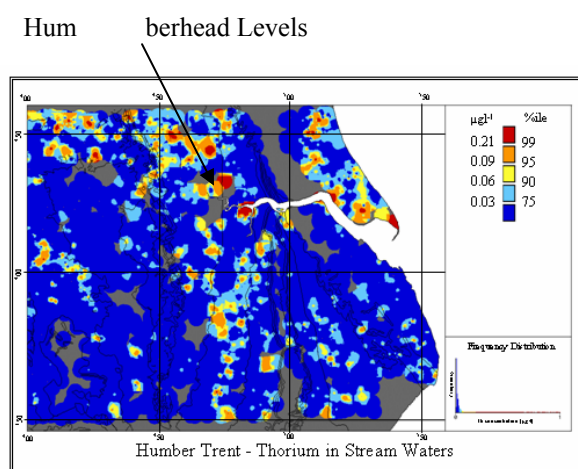 Hum berhead Levels
µgl⁻¹ %ile
0.21 99
0.09 95
0.06 90
0.03 75
Frequency Distribution
Humber Trent - Thorium in Stream Waters